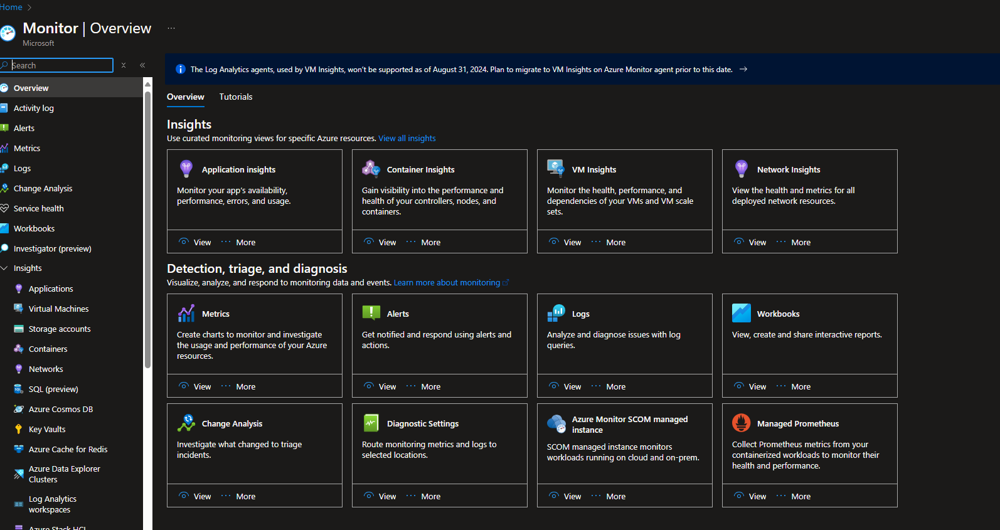 Home
Monitor | Overview
...
Microsoft
Search
Overview
Activity log
Alerts
Metrics
Logs
Change Analysis
Service health
Workbooks
Investigator (preview)
Insights
Applications
Virtual Machines
Storage accounts
Containers
Networks
SQL (preview)
Azure Cosmos DB
Key Vaults
Azure Cache for Redis
Azure Data Explorer
Clusters
Log Analytics
workspaces
Azure Stack HCI
The Log Analytics agents, used by VM Insights, won't be supported as of August 31, 2024. Plan to migrate to VM Insights on Azure Monitor agent prior to this date. →
Overview Tutorials
Insights
Use curated monitoring views for specific Azure resources. View all insights
Application insights
Monitor your app's availability,
performance, errors, and usage.
View ... More
Container Insights
Gain visibility into the performance and
health of your controllers, nodes, and
containers.
View ... More
VM Insights
Monitor the health, performance, and
dependencies of your VMs and VM scale
sets.
View ... More
Network Insights
View the health and metrics for all
deployed network resources.
View ... More
Detection, triage, and diagnosis
Visualize, analyze, and respond to monitoring data and events. Learn more about monitoring
Metrics
Create charts to monitor and investigate
the usage and performance of your Azure
resources.
View ... More
Alerts
Get notified and respond using alerts and
actions.
View ... More
Logs
Analyze and diagnose issues with log
queries.
View ... More
Workbooks
View, create and share interactive reports.
View ... More
Change Analysis
Investigate what changed to triage
incidents.
View ... More
Diagnostic Settings
Route monitoring metrics and logs to
selected locations.
View ... More
Azure Monitor SCOM managed
instance
SCOM managed instance monitors
workloads running on cloud and on-prem.
View ... More
Managed Prometheus
Collect Prometheus metrics from your
containerized workloads to monitor their
health and performance.
View ... More